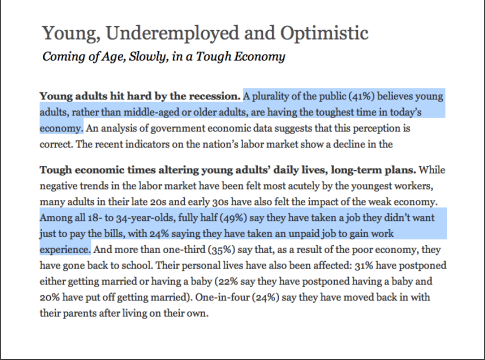 Young, Underemployed and Optimistic
Coming of Age, Slowly, in a Tough Economy
Young adults hit hard by the recession. A plurality of the public (41%) believes young
adults, rather than middle-aged or older adults, are having the toughest time in today's
economy. An analysis of government economic data suggests that this perception is
correct. The recent indicators on the nation's labor market show a decline in the
Tough economic times altering young adults' daily lives, long-term plans. While
negative trends in the labor market have been felt most acutely by the youngest workers,
many adults in their late 20s and early 30s have also felt the impact of the weak economy.
Among all 18- to 34-year-olds, fully half (49%) say they have taken a job they didn't want
just to pay the bills, with 24% saying they have taken an unpaid job to gain work
experience. And more than one-third (35%) say that, as a result of the poor economy, they
have gone back to school. Their personal lives have also been affected: 31% have postponed
either getting married or having a baby (22% say they have postponed having a baby and
20% have put off getting married). One-in-four (24%) say they have moved back in with
their parents after living on their own.